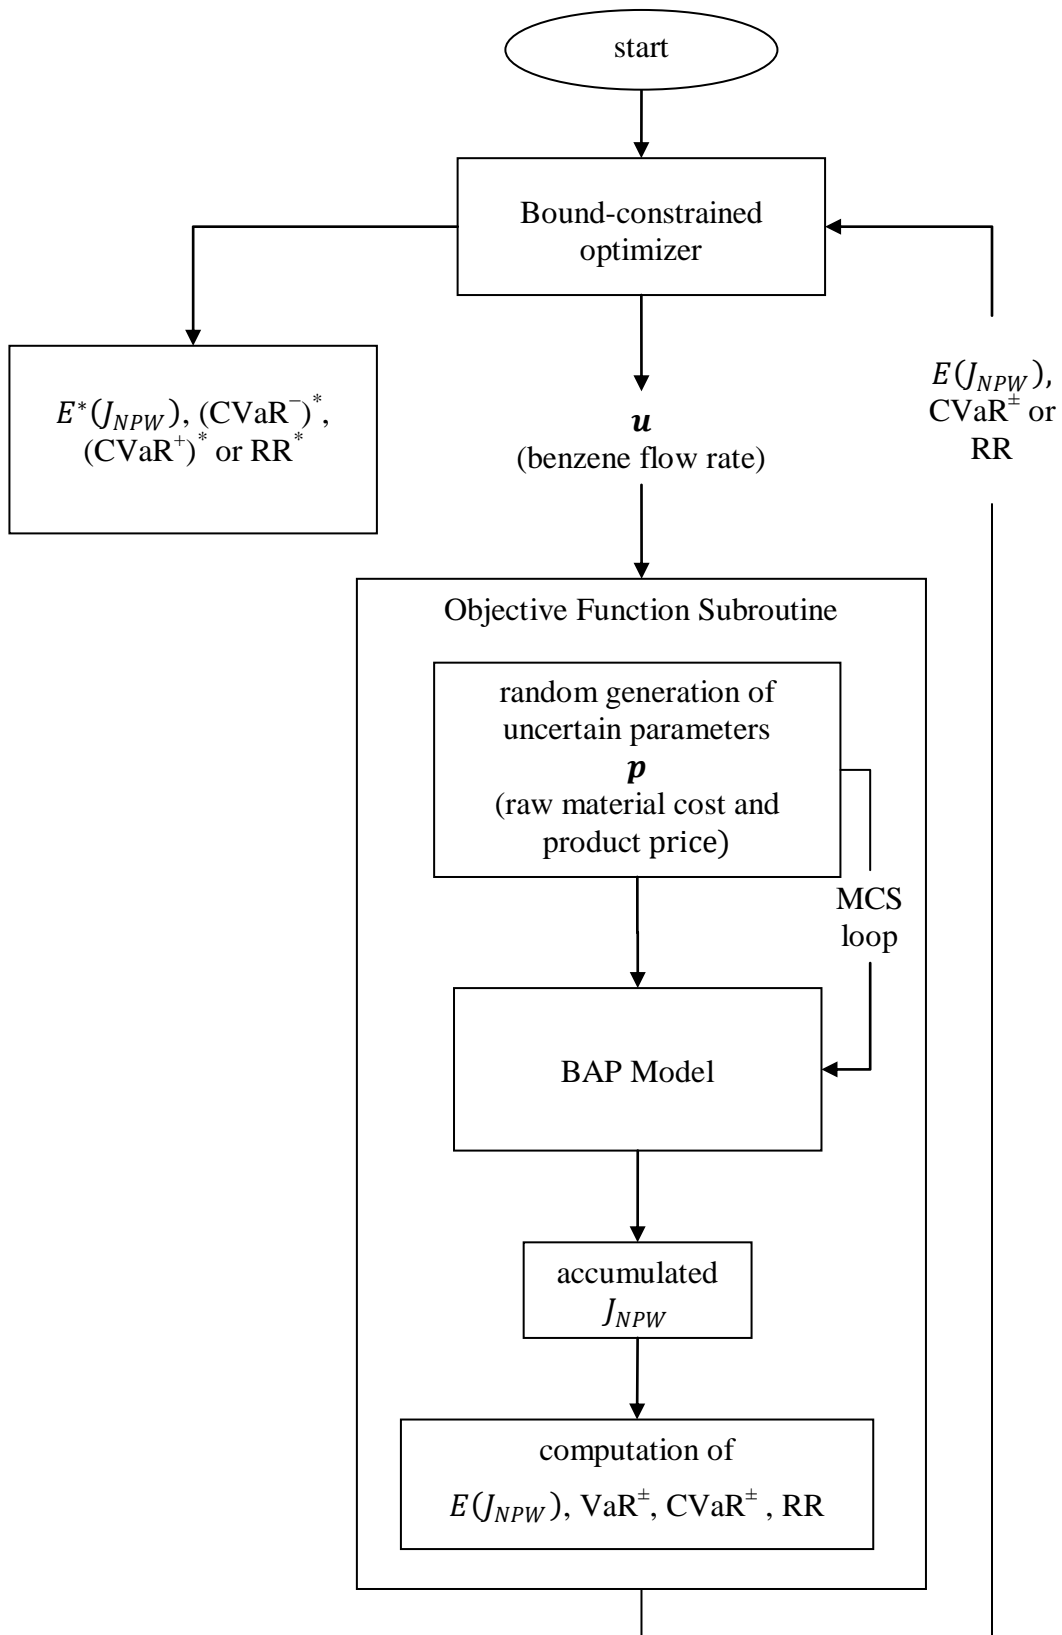 start
Bound-constrained
optimizer
E*(J_NPW), (CVaR⁻)*,
(CVaR⁺)* or RR*
E(J_NPW),
CVaR± or
RR
u
(benzene flow rate)
Objective Function Subroutine
random generation of
uncertain parameters
p
(raw material cost and
product price)
MCS
loop
BAP Model
accumulated
J_NPW
computation of
E(J_NPW), VaR±, CVaR± , RR